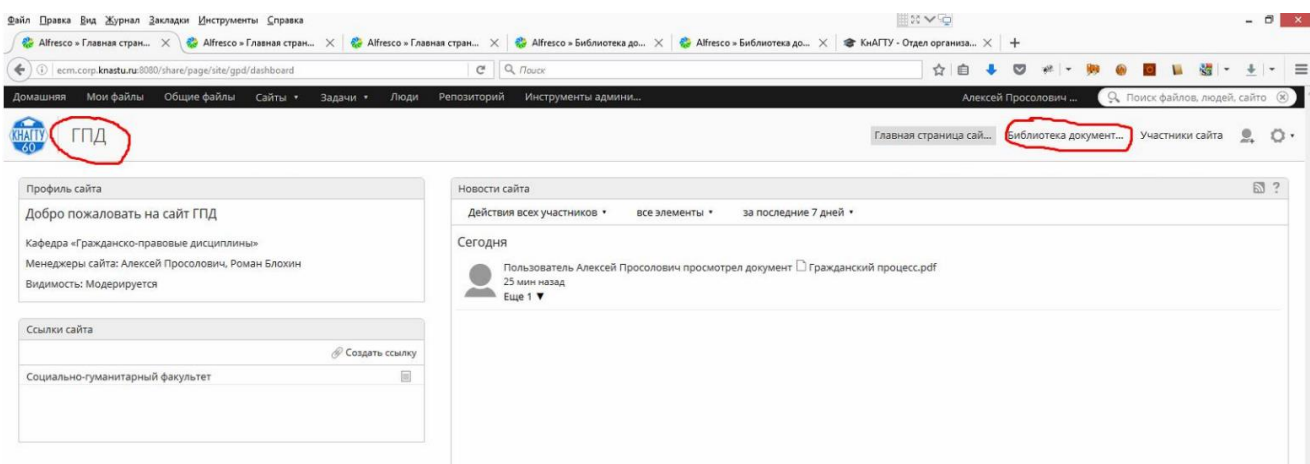 Файл Правка Вид Журнал Закладки Инструменты Справка
Alfresco » Главная стран... Alfresco » Главная стран... Alfresco » Главная стран... Alfresco » Библиотека до... Alfresco » Библиотека до... КнАГТУ - Отдел организа...
ecm.corp.knastu.ru:8080/share/page/site/gpd/dashboard Поиск
Домашняя Мои файлы Общие файлы Сайты Задачи Люди Репозиторий Инструменты админи... Алексей Просолович ... Поиск файлов, людей, сайто
КНАГТУ 60 ГПД Главная страница сай... Библиотека документ... Участники сайта
Профиль сайта
Добро пожаловать на сайт ГПД
Кафедра «Гражданско-правовые дисциплины»
Менеджеры сайта: Алексей Просолович, Роман Блохин
Видимость: Модерируется
Ссылки сайта
Создать ссылку
Социально-гуманитарный факультет
Новости сайта ?
Действия всех участников все элементы за последние 7 дней
Сегодня
Пользователь Алексей Просолович просмотрел документ Гражданский процесс.pdf
25 мин назад
Еще 1 ▼